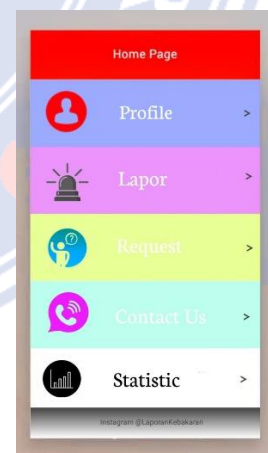 Home Page
Profile >
Lapor >
Request >
Contact Us >
Statistic >
Instagram @LaporanKebakaran